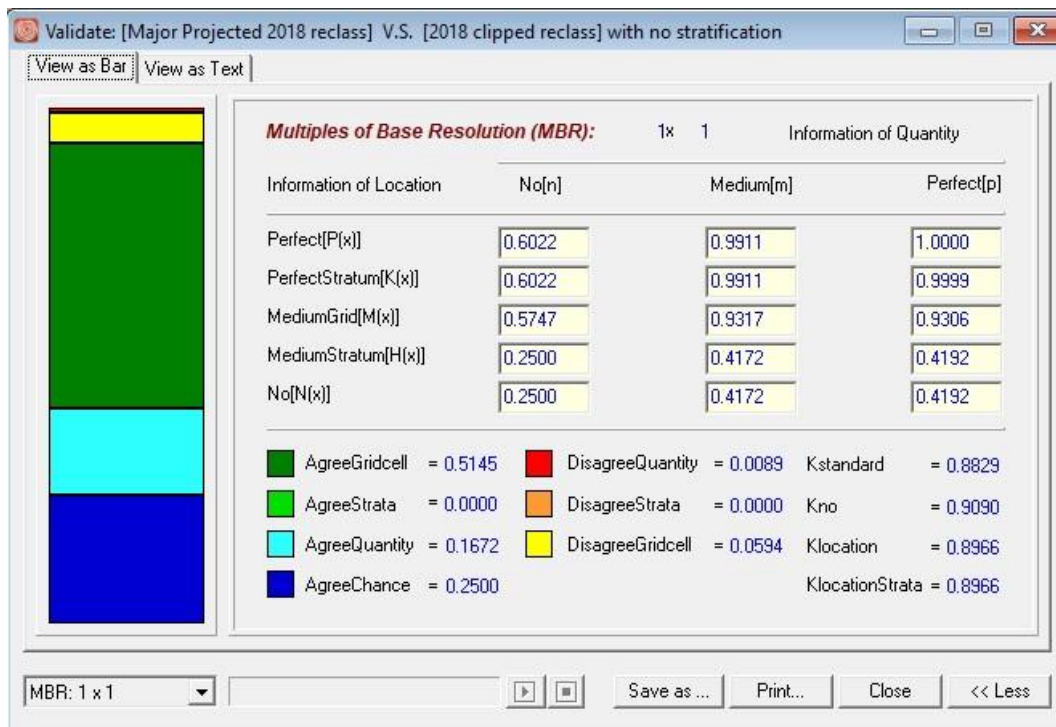 Validate: [Major Projected 2018 reclass] V.S. [2018 clipped reclass] with no stratification
View as Bar View as Text
Multiples of Base Resolution (MBR): 1x 1 Information of Quantity
Information of Location No[n] Medium[m] Perfect[p]
Perfect[P(x)] 0.6022 0.9911 1.0000
PerfectStratum[K(x)] 0.6022 0.9911 0.9999
MediumGrid[M(x)] 0.5747 0.9317 0.9306
MediumStratum[H(x)] 0.2500 0.4172 0.4192
No[N(x)] 0.2500 0.4172 0.4192
AgreeGridcell = 0.5145 DisagreeQuantity = 0.0089 Kstandard = 0.8829
AgreeStrata = 0.0000 DisagreeStrata = 0.0000 Kno = 0.9090
AgreeQuantity = 0.1672 DisagreeGridcell = 0.0594 Klocation = 0.8966
AgreeChance = 0.2500 KlocationStrata = 0.8966
MBR: 1 x 1 Save as ... Print... Close << Less